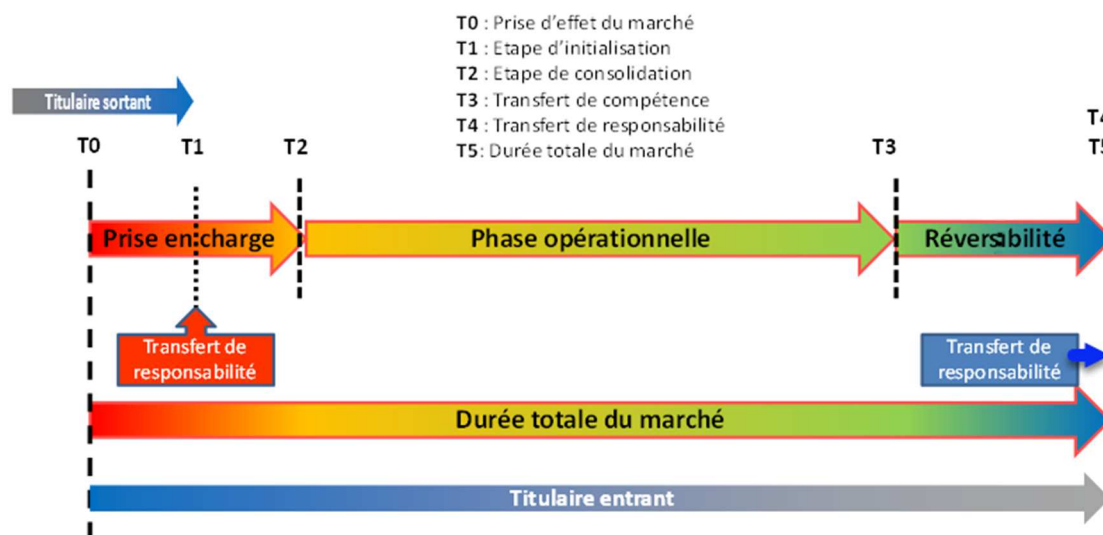 T0 : Prise d’effet du marché
T1 : Etape d’initialisation
T2 : Etape de consolidation
T3 : Transfert de compétence
T4 : Transfert de responsabilité
T5: Durée totale du marché
Titulaire sortant
T0
T1
T2
T3
T4
T5
Prise en charge
Phase opérationnelle
Réversabilité
Transfert de
responsabilité
Transfert de
responsabilité
Durée totale du marché
Titulaire entrant